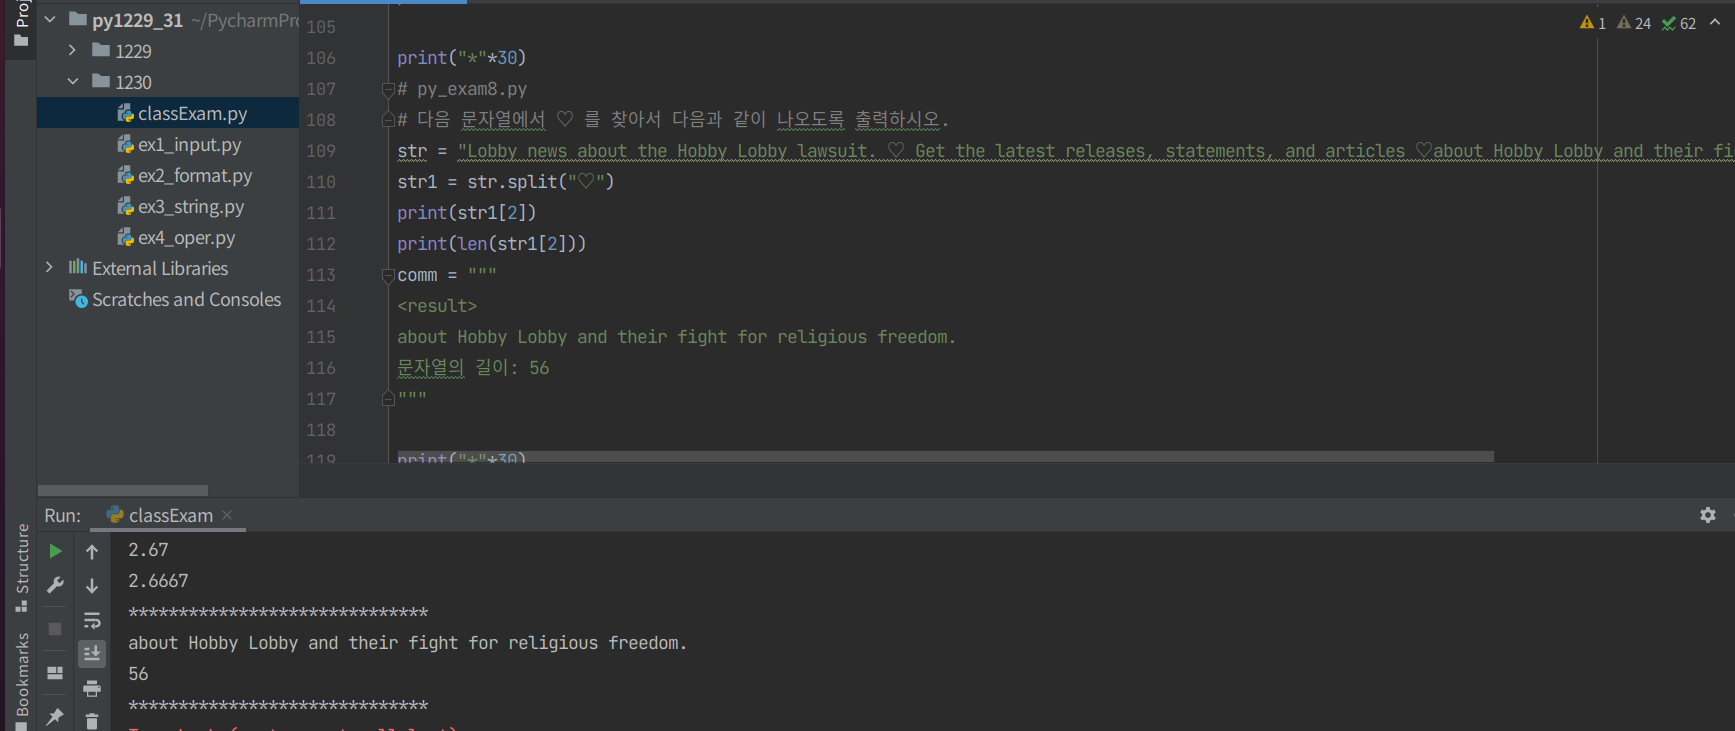 Proj
py1229_31 ~/PycharmPro
1229
1230
classExam.py
ex1_input.py
ex2_format.py
ex3_string.py
ex4_oper.py
External Libraries
Scratches and Consoles
1 24 62
105
106 print("*"*30)
107 # py_exam8.py
108 # 다음 문자열에서 ♡ 를 찾아서 다음과 같이 나오도록 출력하시오.
109 str = "Lobby news about the Hobby Lobby lawsuit. ♡ Get the latest releases, statements, and articles ♡about Hobby Lobby and their fi
110 str1 = str.split("♡")
111 print(str1[2])
112 print(len(str1[2]))
113 comm = """
114 <result>
115 about Hobby Lobby and their fight for religious freedom.
116 문자열의 길이: 56
117 """
118
119 print("*"*30)
Structure
Bookmarks
Run: classExam
2.67
2.6667
******************************
about Hobby Lobby and their fight for religious freedom.
56
******************************